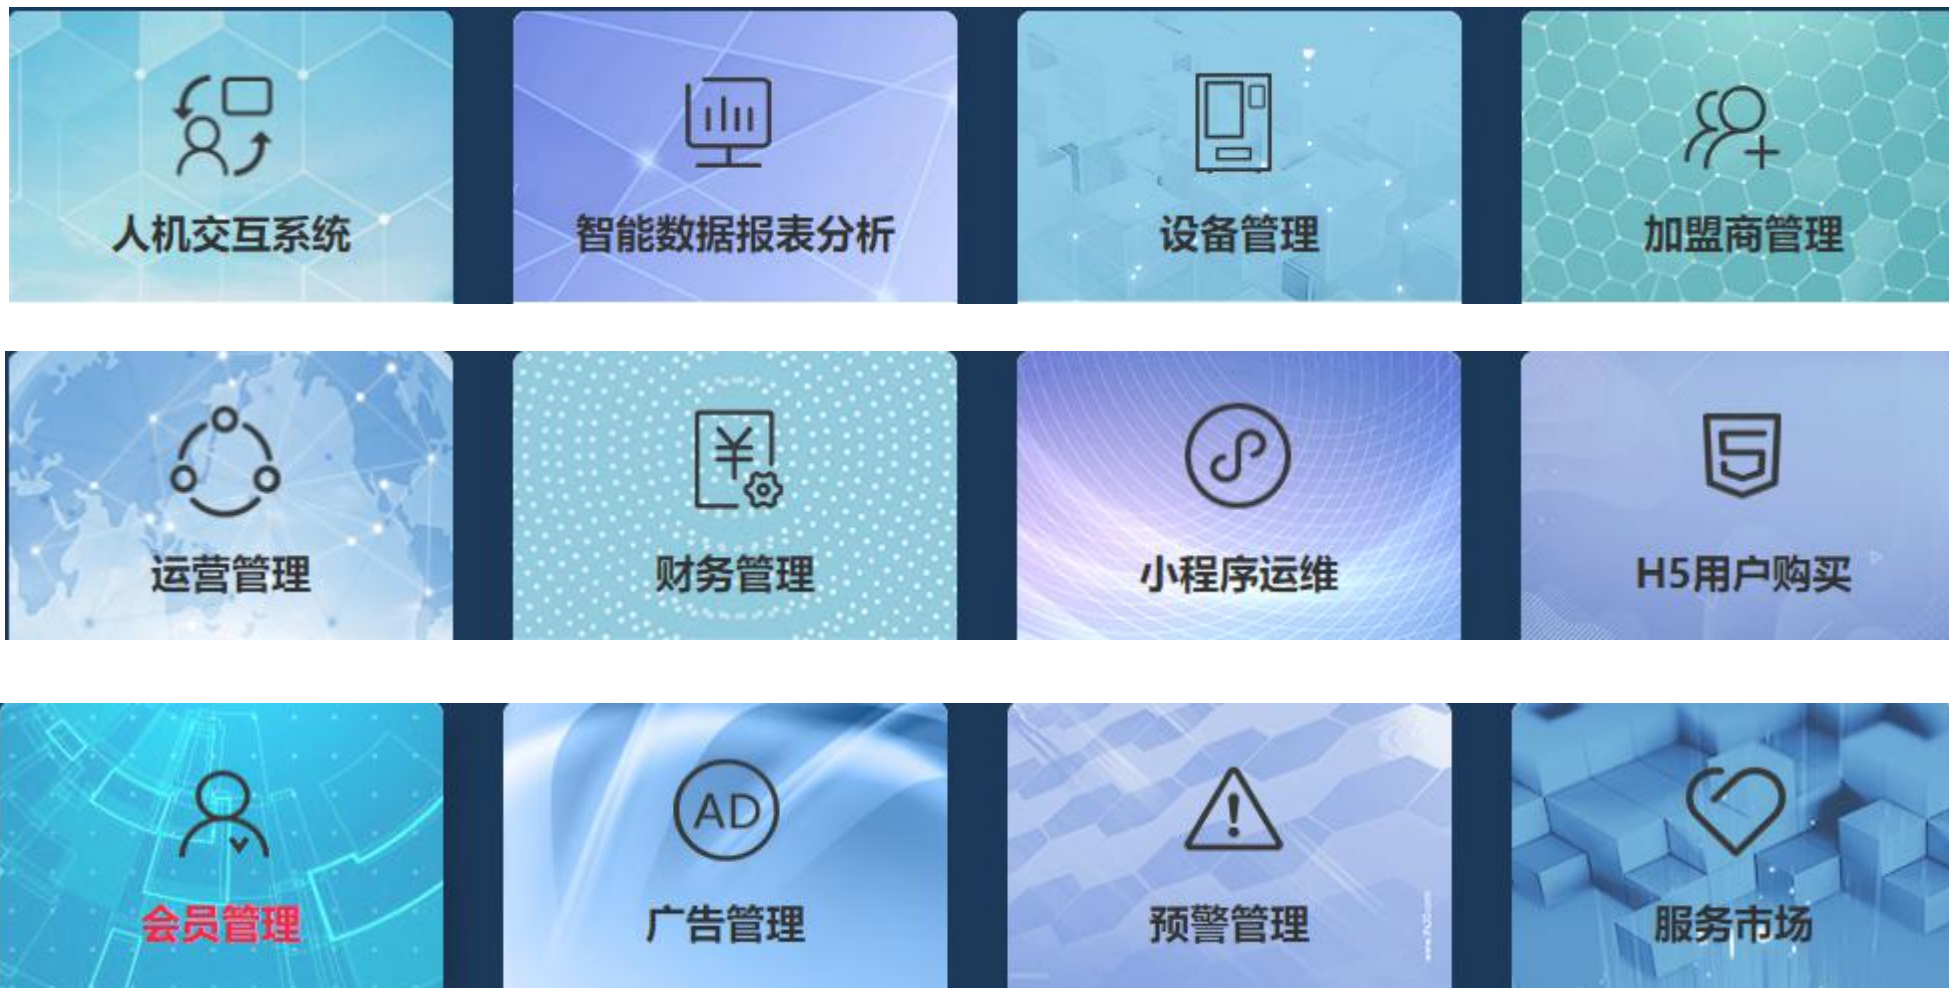 人机交互系统
智能数据报表分析
设备管理
加盟商管理
运营管理
财务管理
小程序运维
H5用户购买
会员管理
AD
广告管理
预警管理
服务市场